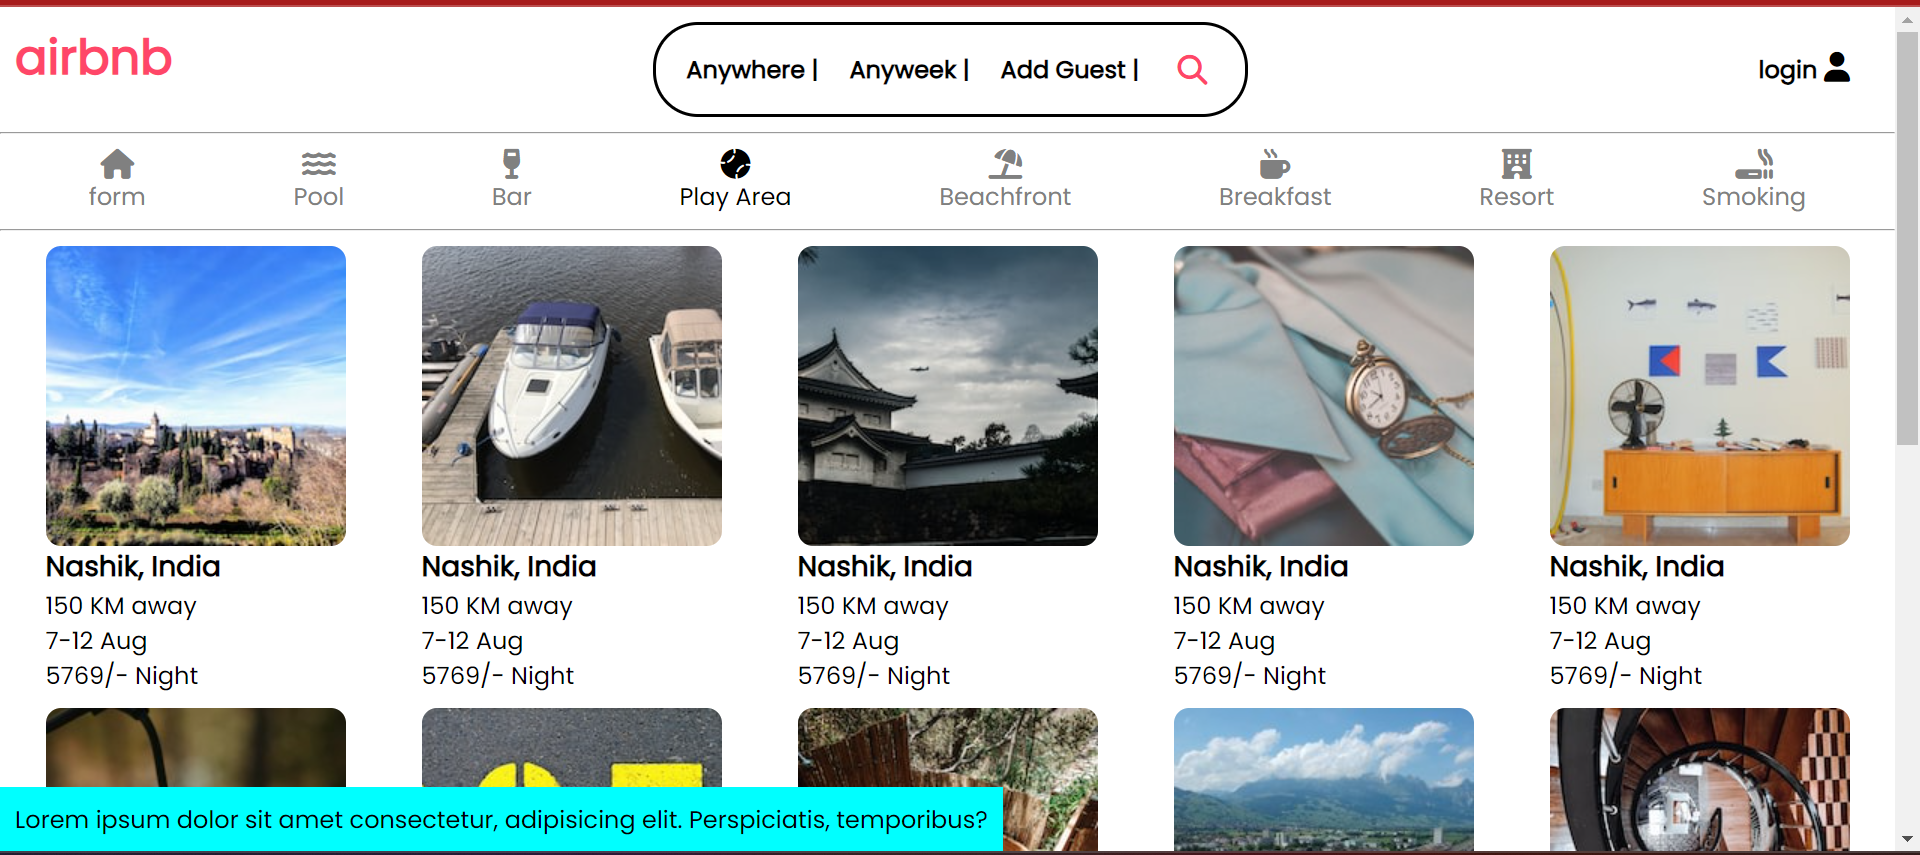 airbnb
Anywhere | Anyweek | Add Guest |
login
form Pool Bar Play Area Beachfront Breakfast Resort Smoking
Nashik, India Nashik, India Nashik, India Nashik, India Nashik, India
150 KM away 150 KM away 150 KM away 150 KM away 150 KM away
7-12 Aug 7-12 Aug 7-12 Aug 7-12 Aug 7-12 Aug
5769/- Night 5769/- Night 5769/- Night 5769/- Night 5769/- Night
Lorem ipsum dolor sit amet consectetur, adipisicing elit. Perspiciatis, temporibus?